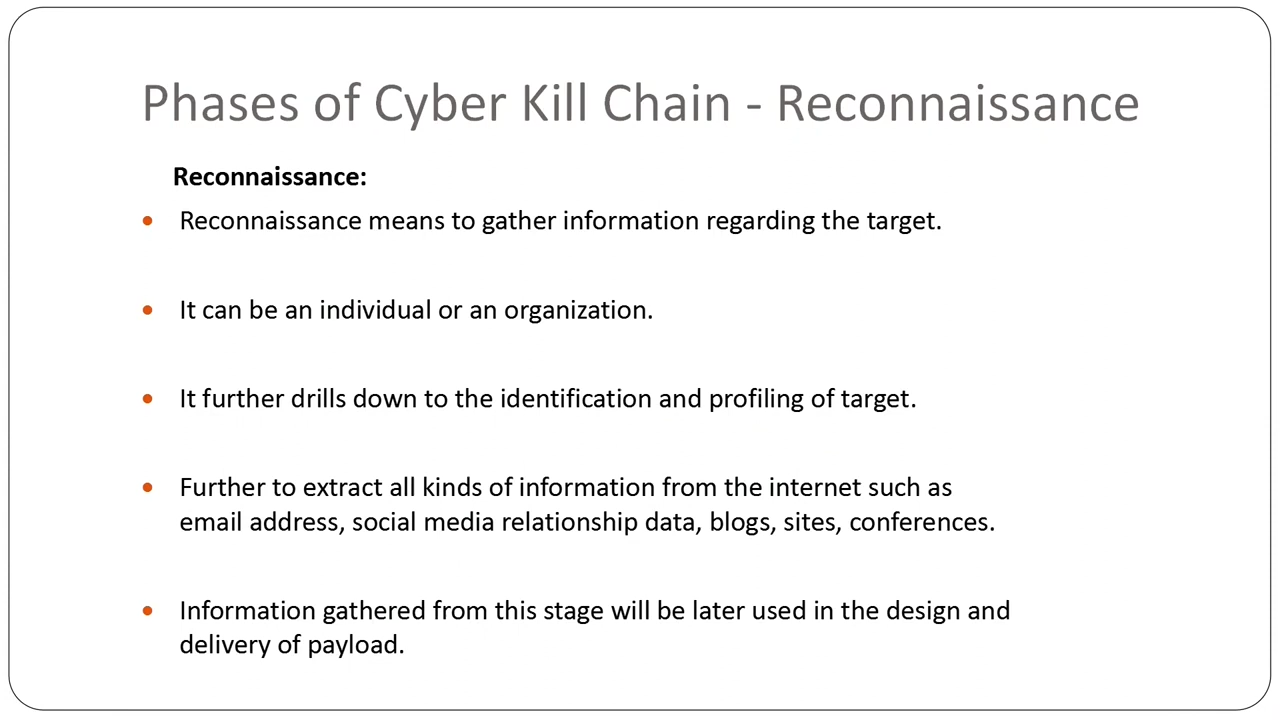 Phases of Cyber Kill Chain - Reconnaissance
Reconnaissance:
• Reconnaissance means to gather information regarding the target.
• It can be an individual or an organization.
• It further drills down to the identification and profiling of target.
• Further to extract all kinds of information from the internet such as
email address, social media relationship data, blogs, sites, conferences.
• Information gathered from this stage will be later used in the design and
delivery of payload.